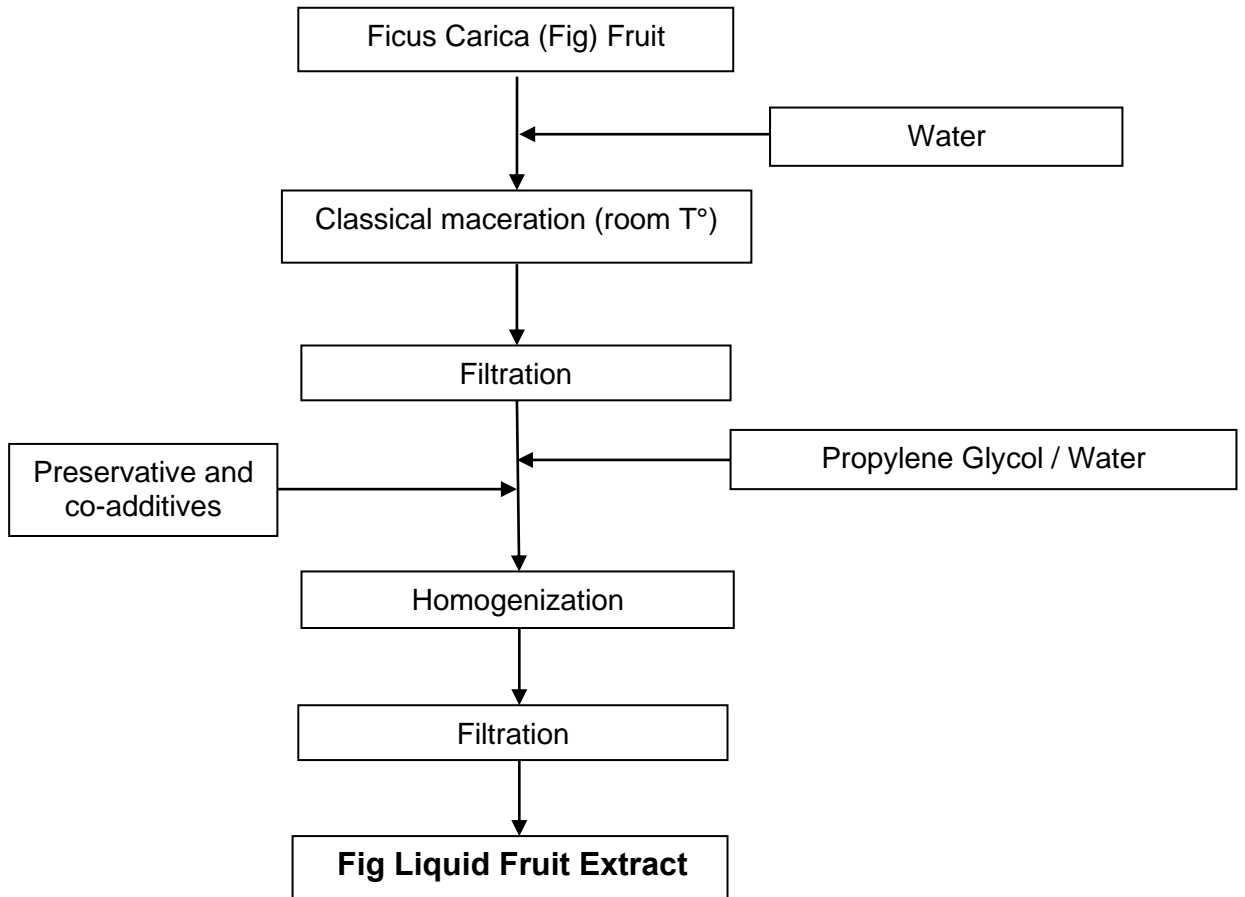 Ficus Carica (Fig) Fruit
Water
Classical maceration (room T°)
Filtration
Propylene Glycol / Water
Preservative and
co-additives
Homogenization
Filtration
Fig Liquid Fruit Extract